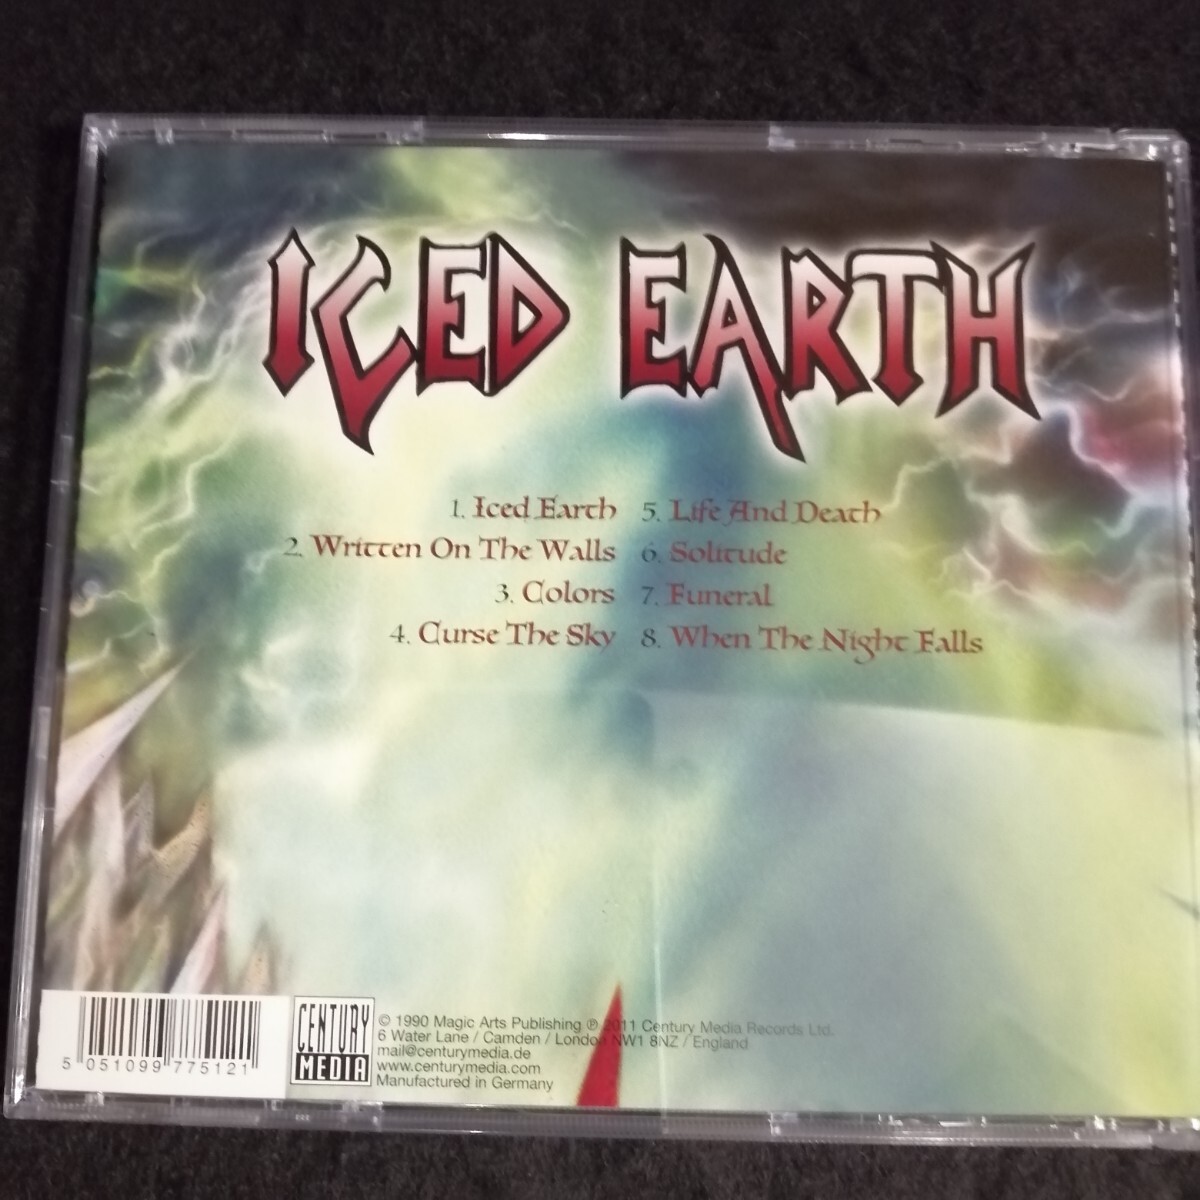 ICED EARTH
1. Iced Earth
2. Written On The Walls
3. Colors
4. Curse The Sky
5. Life And Death
6. Solitude
7. Funeral
8. When The Night Falls
5 051099 775121
CENTURY
MEDIA
© 1990 Magic Arts Publishing ℗ 2011 Century Media Records Ltd.
6 Water Lane / Camden / London NW1 8NZ / England
mail@centurymedia.de
www.centurymedia.com
Manufactured in Germany